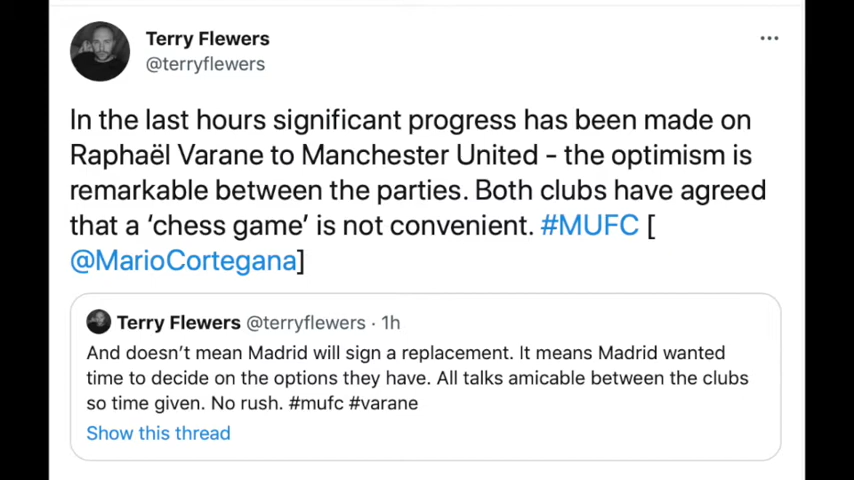 Terry Flewers
@terryflewers
In the last hours significant progress has been made on
Raphaël Varane to Manchester United - the optimism is
remarkable between the parties. Both clubs have agreed
that a ‘chess game’ is not convenient. #MUFC [
@MarioCortegana]
Terry Flewers @terryflewers · 1h
And doesn’t mean Madrid will sign a replacement. It means Madrid wanted
time to decide on the options they have. All talks amicable between the clubs
so time given. No rush. #mufc #varane
Show this thread